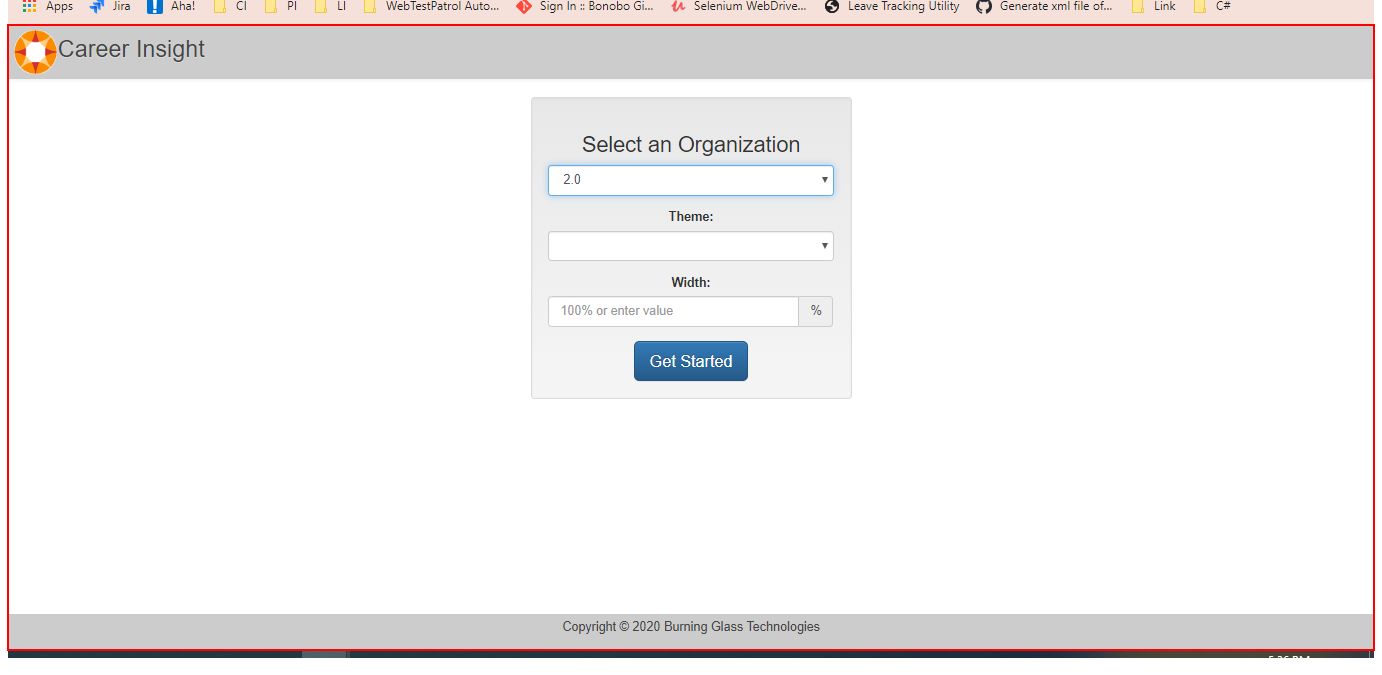 Apps Jira Aha! CI PI LI WebTestPatrol Auto... Sign In :: Bonobo Gi... Selenium WebDrive... Leave Tracking Utility Generate xml file of... Link C#
Career Insight
Select an Organization
2.0
Theme:
Width:
100% or enter value %
Get Started
Copyright © 2020 Burning Glass Technologies